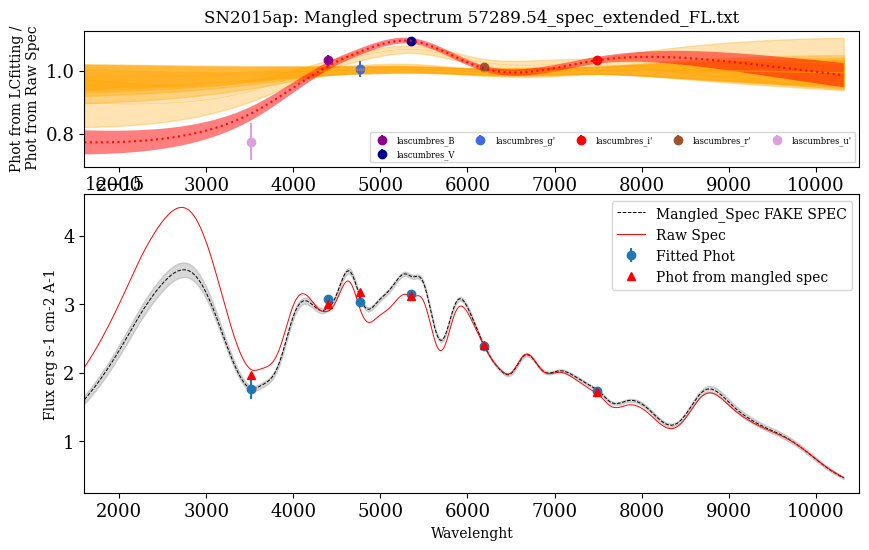 SN2015ap: Mangled spectrum 57289.54_spec_extended_FL.txt
Phot from LCfitting /
Phot from Raw Spec
1.0
0.8
lascumbres_B lascumbres_g' lascumbres_i' lascumbres_r' lascumbres_u'
lascumbres_V
2000 3000 4000 5000 6000 7000 8000 9000 10000
1e−15
Mangled_Spec FAKE SPEC
Raw Spec
Fitted Phot
Phot from mangled spec
Flux erg s-1 cm-2 A-1
4
3
2
1
2000 3000 4000 5000 6000 7000 8000 9000 10000
Wavelenght